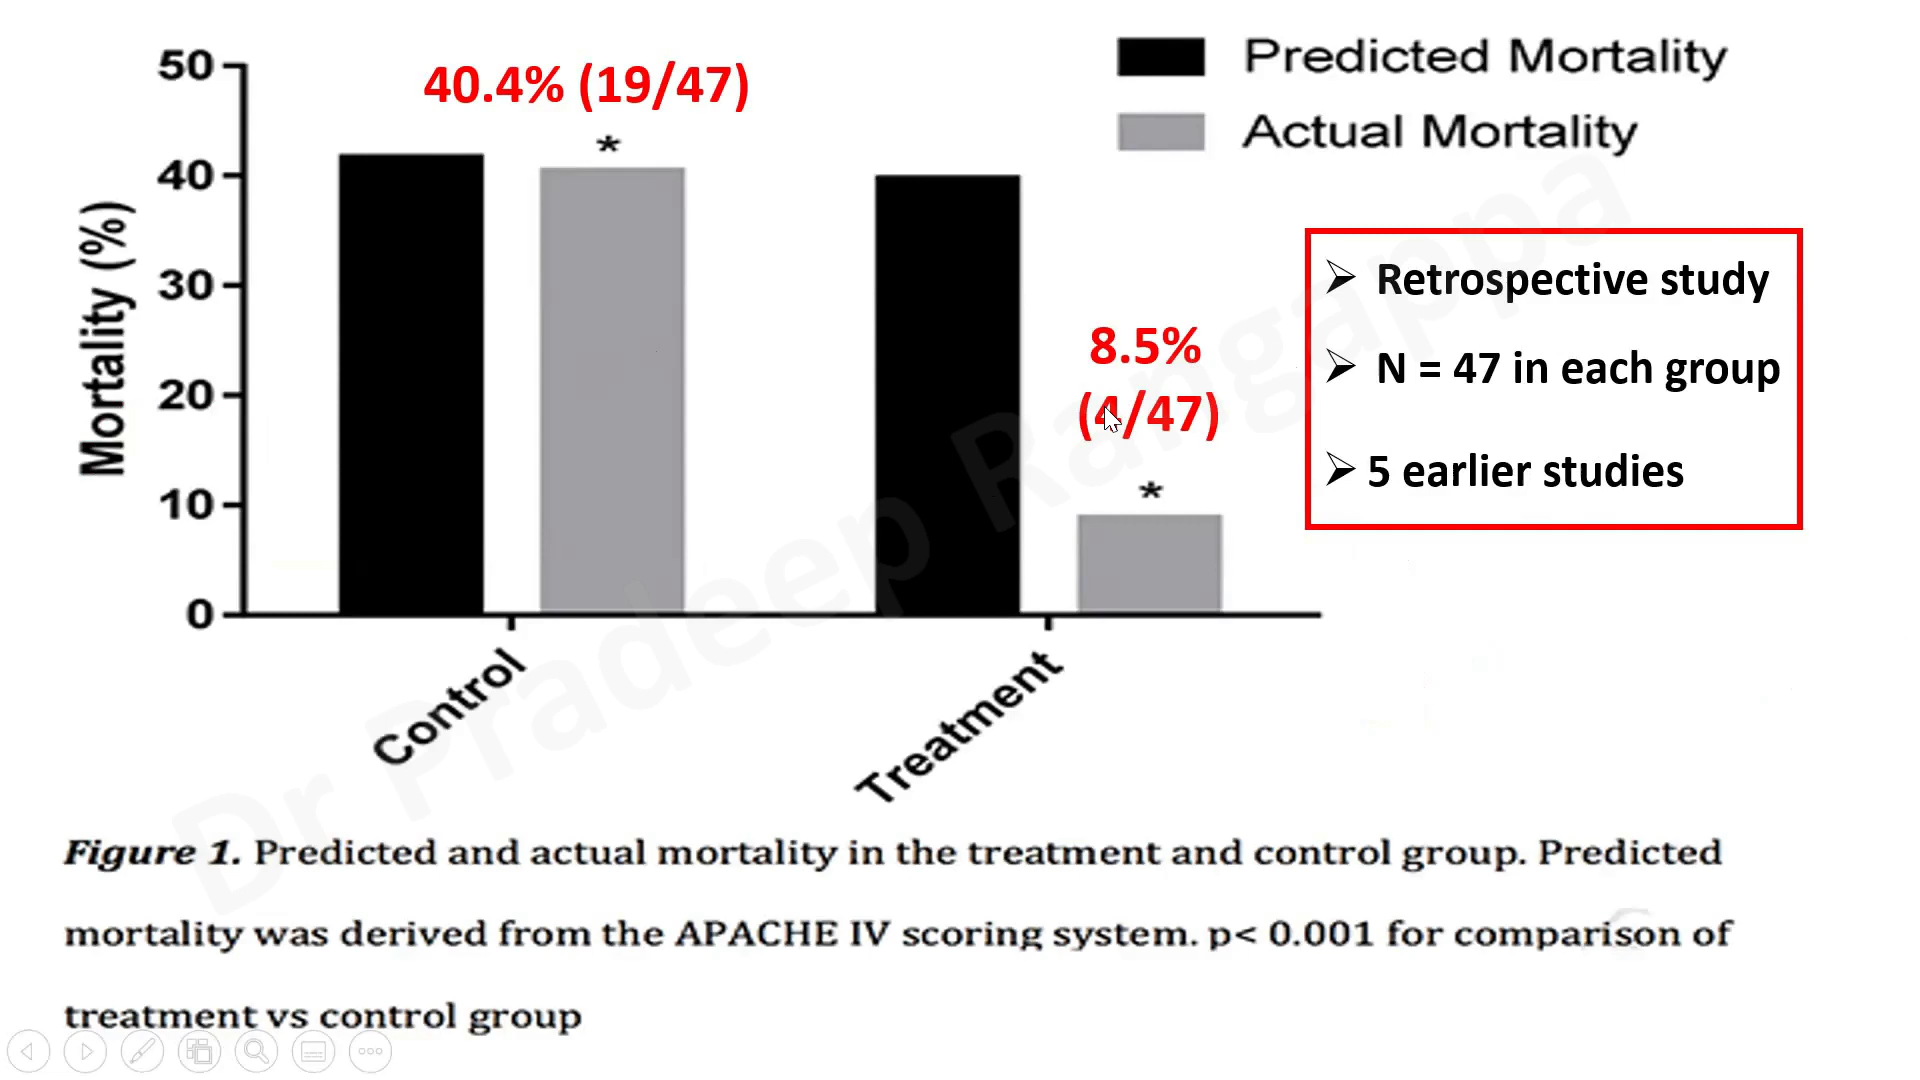 50
40
30
20
10
0
Mortality (%)
40.4% (19/47)
*
8.5%
(4/47)
*
Control
Treatment
Predicted Mortality
Actual Mortality
➢ Retrospective study
➢ N = 47 in each group
➢ 5 earlier studies
Dr Pradeep Rangappa
Figure 1. Predicted and actual mortality in the treatment and control group. Predicted
mortality was derived from the APACHE IV scoring system. p< 0.001 for comparison of
treatment vs control group